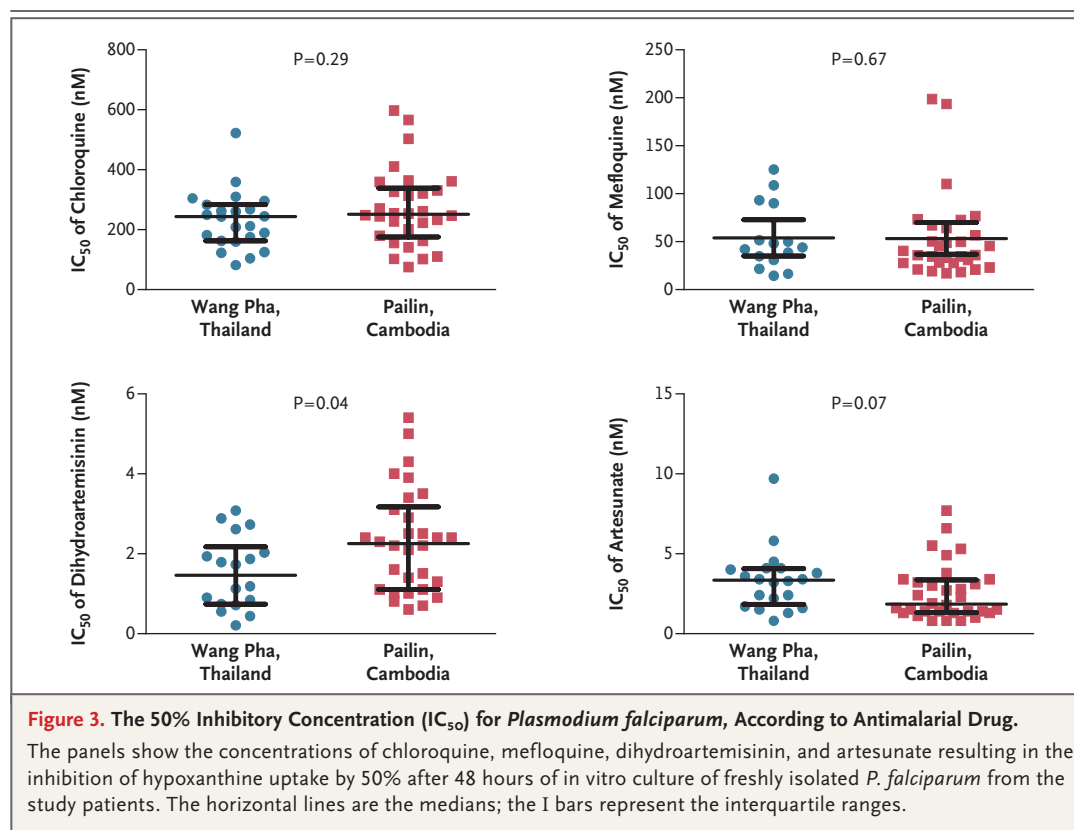 800
600
400
200
0
IC50 of Chloroquine (nM)
P=0.29
Wang Pha,
Thailand
Pailin,
Cambodia
250
200
150
100
50
0
IC50 of Mefloquine (nM)
P=0.67
Wang Pha,
Thailand
Pailin,
Cambodia
6
4
2
0
IC50 of Dihydroartemisinin (nM)
P=0.04
Wang Pha,
Thailand
Pailin,
Cambodia
15
10
5
0
IC50 of Artesunate (nM)
P=0.07
Wang Pha,
Thailand
Pailin,
Cambodia
Figure 3. The 50% Inhibitory Concentration (IC50) for Plasmodium falciparum, According to Antimalarial Drug.
The panels show the concentrations of chloroquine, mefloquine, dihydroartemisinin, and artesunate resulting in the
inhibition of hypoxanthine uptake by 50% after 48 hours of in vitro culture of freshly isolated P. falciparum from the
study patients. The horizontal lines are the medians; the I bars represent the interquartile ranges.